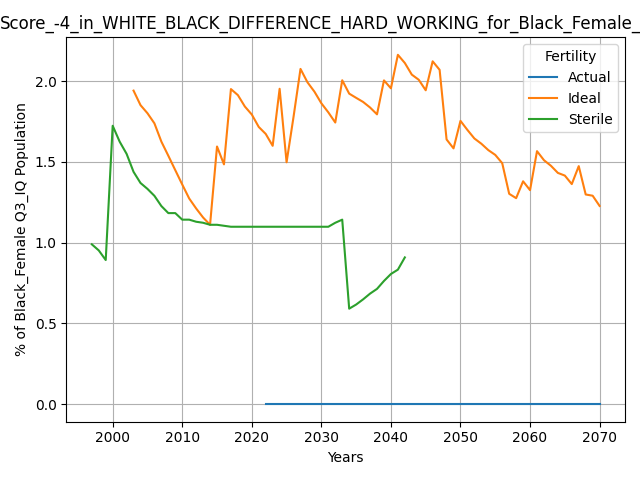 Score_-4_in_WHITE_BLACK_DIFFERENCE_HARD_WORKING_for_Black_Female_
% of Black_Female Q3_IQ Population
2.0
1.5
1.0
0.5
0.0
Fertility
Actual
Ideal
Sterile
2000 2010 2020 2030 2040 2050 2060 2070
Years